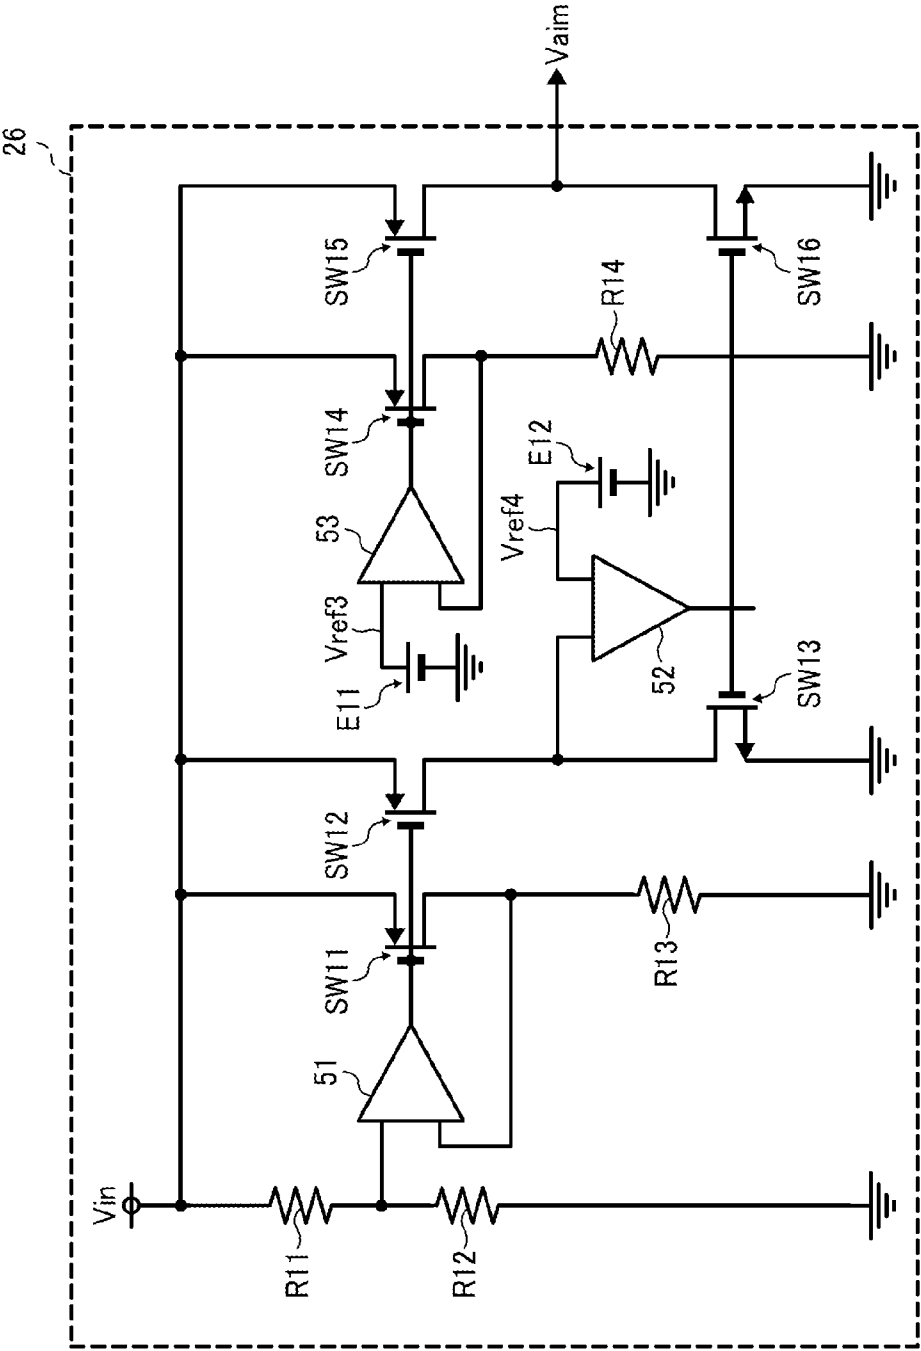 26
Vin
R11
R12
51
SW11
R13
SW12
E11
Vref3
53
SW14
SW15
R14
Vref4
E12
52
SW13
SW16
Vaim